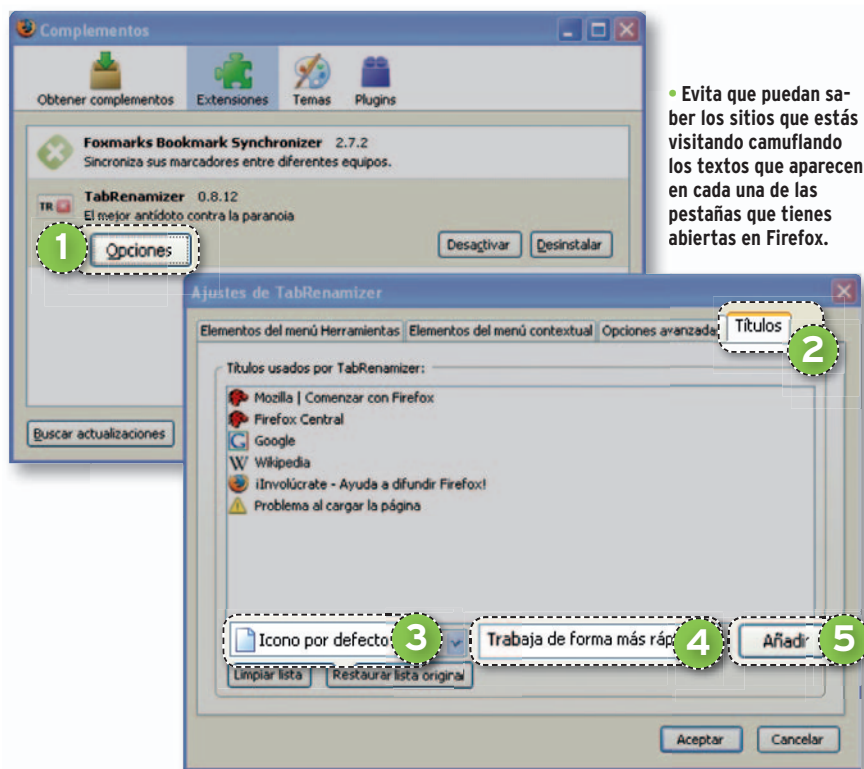 Complementos
Obtener complementos
Extensiones
Temas
Plugins
Foxmarks Bookmark Synchronizer 2.7.2
Sincroniza sus marcadores entre diferentes equipos.
TR
TabRenamizer 0.8.12
El mejor antídoto contra la paranoia
1
Opciones
Desactivar
Desinstalar
Buscar actualizaciones
• Evita que puedan sa-
ber los sitios que estás
visitando camuflando
los textos que aparecen
en cada una de las
pestañas que tienes
abiertas en Firefox.
Ajustes de TabRenamizer
Elementos del menú Herramientas
Elementos del menú contextual
Opciones avanzada
Títulos
2
Títulos usados por TabRenamizer:
Mozilla | Comenzar con Firefox
Firefox Central
G Google
W Wikipedia
¡Involúcrate - Ayuda a difundir Firefox!
Problema al cargar la página
Icono por defecto
3
Trabaja de forma más ráp
4
Añadir
5
Limpiar lista
Restaurar lista original
Aceptar
Cancelar